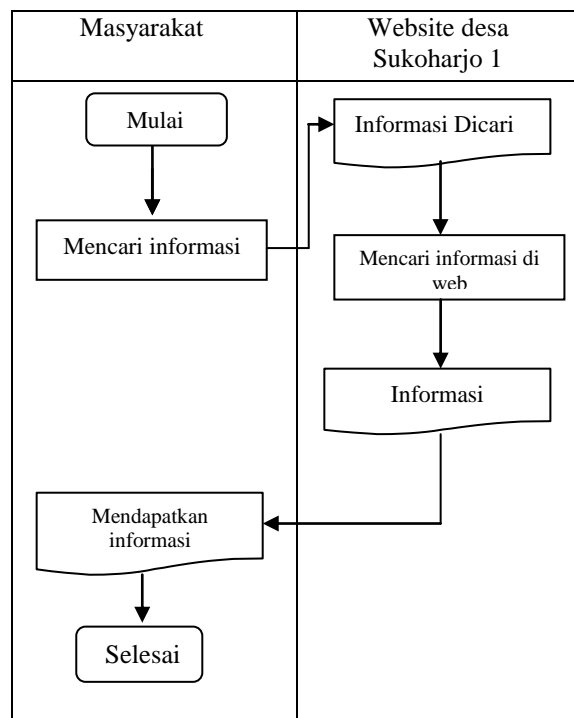 Masyarakat
Website desa
Sukoharjo 1
Mulai
Informasi Dicari
Mencari informasi
Mencari informasi di
web
Informasi
Mendapatkan
informasi
Selesai